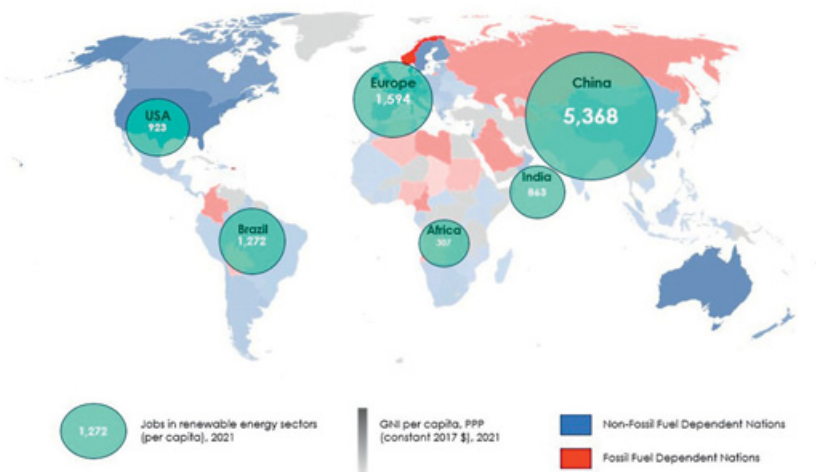 Europe
1,594
China
5,368
USA
923
India
863
Brazil
1,272
Africa
307
1,272
Jobs in renewable energy sectors
(per capita), 2021
GNI per capita, PPP
(constant 2017 $), 2021
Non-Fossil Fuel Dependent Nations
Fossil Fuel Dependent Nations